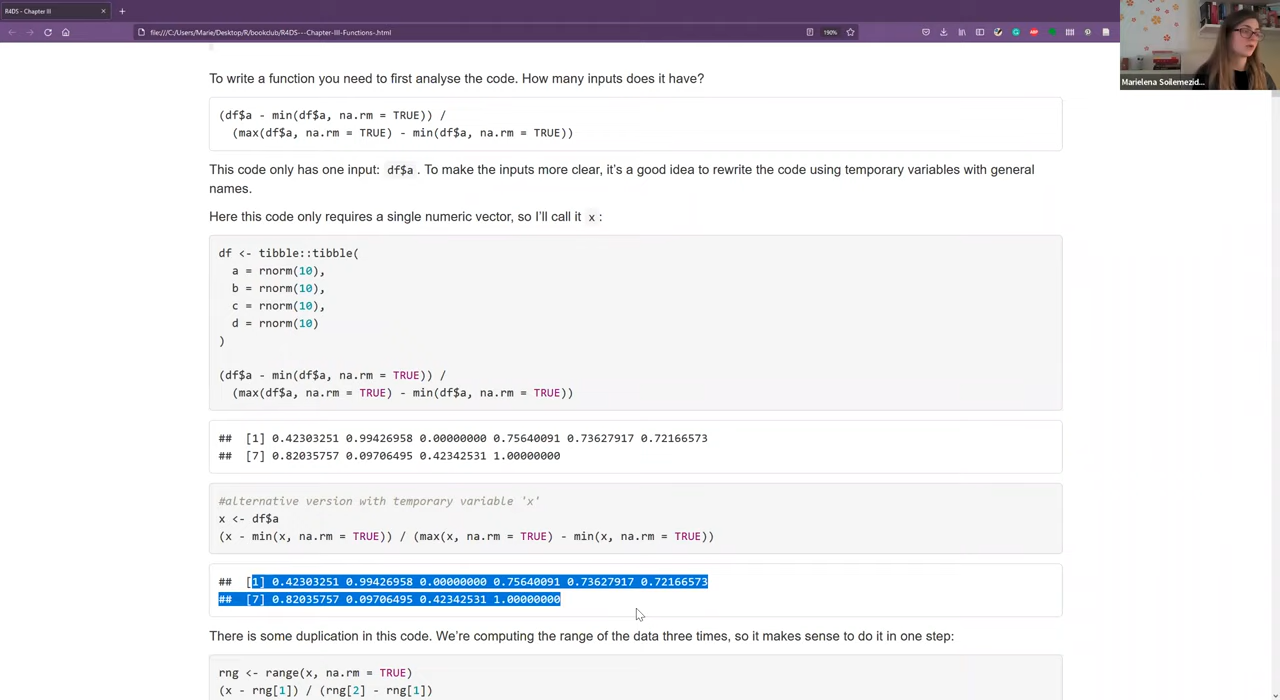 R4DS - Chapter III
file:///C:/Users/Marie/Desktop/R/bookclub/R4DS---Chapter-III-Functions-.html
190%
Marielena Soilemezid...
To write a function you need to first analyse the code. How many inputs does it have?
(df$a - min(df$a, na.rm = TRUE)) /
(max(df$a, na.rm = TRUE) - min(df$a, na.rm = TRUE))
This code only has one input: df$a . To make the inputs more clear, it's a good idea to rewrite the code using temporary variables with general
names.
Here this code only requires a single numeric vector, so I'll call it x :
df <- tibble::tibble(
a = rnorm(10),
b = rnorm(10),
c = rnorm(10),
d = rnorm(10)
)
(df$a - min(df$a, na.rm = TRUE)) /
(max(df$a, na.rm = TRUE) - min(df$a, na.rm = TRUE))
## [1] 0.42303251 0.99426958 0.00000000 0.75640091 0.73627917 0.72166573
## [7] 0.82035757 0.09706495 0.42342531 1.00000000
#alternative version with temporary variable 'x'
x <- df$a
(x - min(x, na.rm = TRUE)) / (max(x, na.rm = TRUE) - min(x, na.rm = TRUE))
## [1] 0.42303251 0.99426958 0.00000000 0.75640091 0.73627917 0.72166573
## [7] 0.82035757 0.09706495 0.42342531 1.00000000
There is some duplication in this code. We're computing the range of the data three times, so it makes sense to do it in one step:
rng <- range(x, na.rm = TRUE)
(x - rng[1]) / (rng[2] - rng[1])